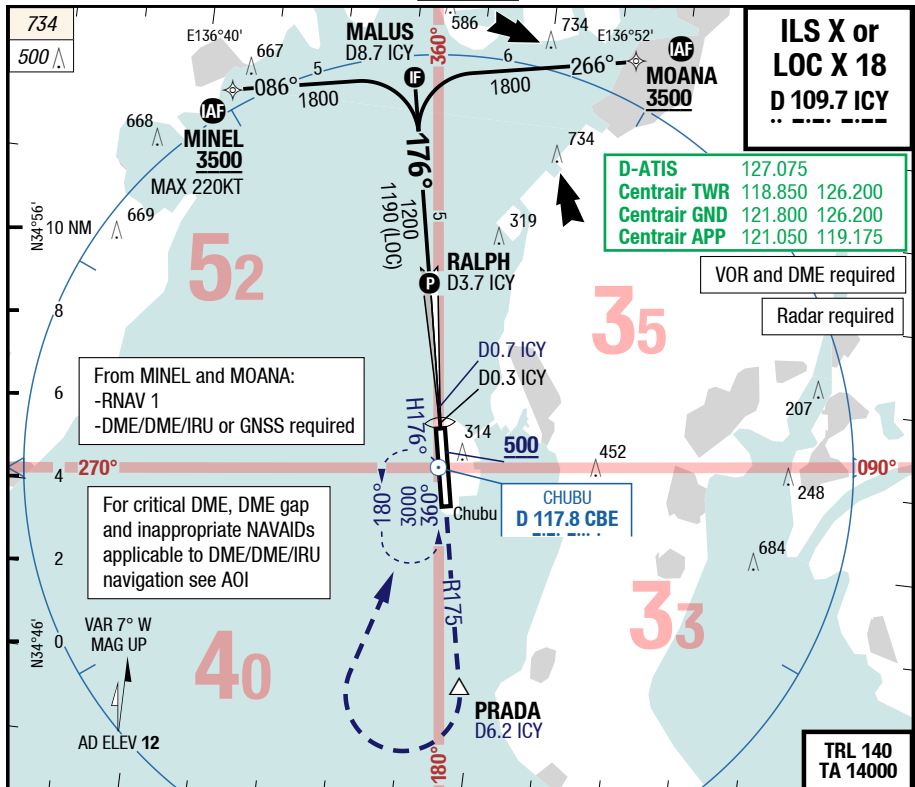 734
500
E136°40'
667
5
MALUS
D8.7 ICY
360°
586
734
6
E136°52'
IAF
MOANA
3500
ILS X or
LOC X 18
D 109.7 ICY
086°
1800
IF
1800
266°
IAF
MINEL
3500
MAX 220KT
668
669
10 NM
N34°56'
176°
1200
1190 (LOC)
5
734
319
D-ATIS 127.075
Centrair TWR 118.850 126.200
Centrair GND 121.800 126.200
Centrair APP 121.050 119.175
VOR and DME required
Radar required
52
35
RALPH
D3.7 ICY
P
8
D0.7 ICY
D0.3 ICY
6
From MINEL and MOANA:
-RNAV 1
-DME/DME/IRU or GNSS required
H176°
314
500
207
452
270°
090°
4
248
180°
3000
360°
Chubu
CHUBU
D 117.8 CBE
For critical DME, DME gap
and inappropriate NAVAIDs
applicable to DME/DME/IRU
navigation see AOI
2
684
R175
33
VAR 7° W
MAG UP
N34°46'
0
40
AD ELEV 12
PRADA
D6.2 ICY
180°
TRL 140
TA 14000